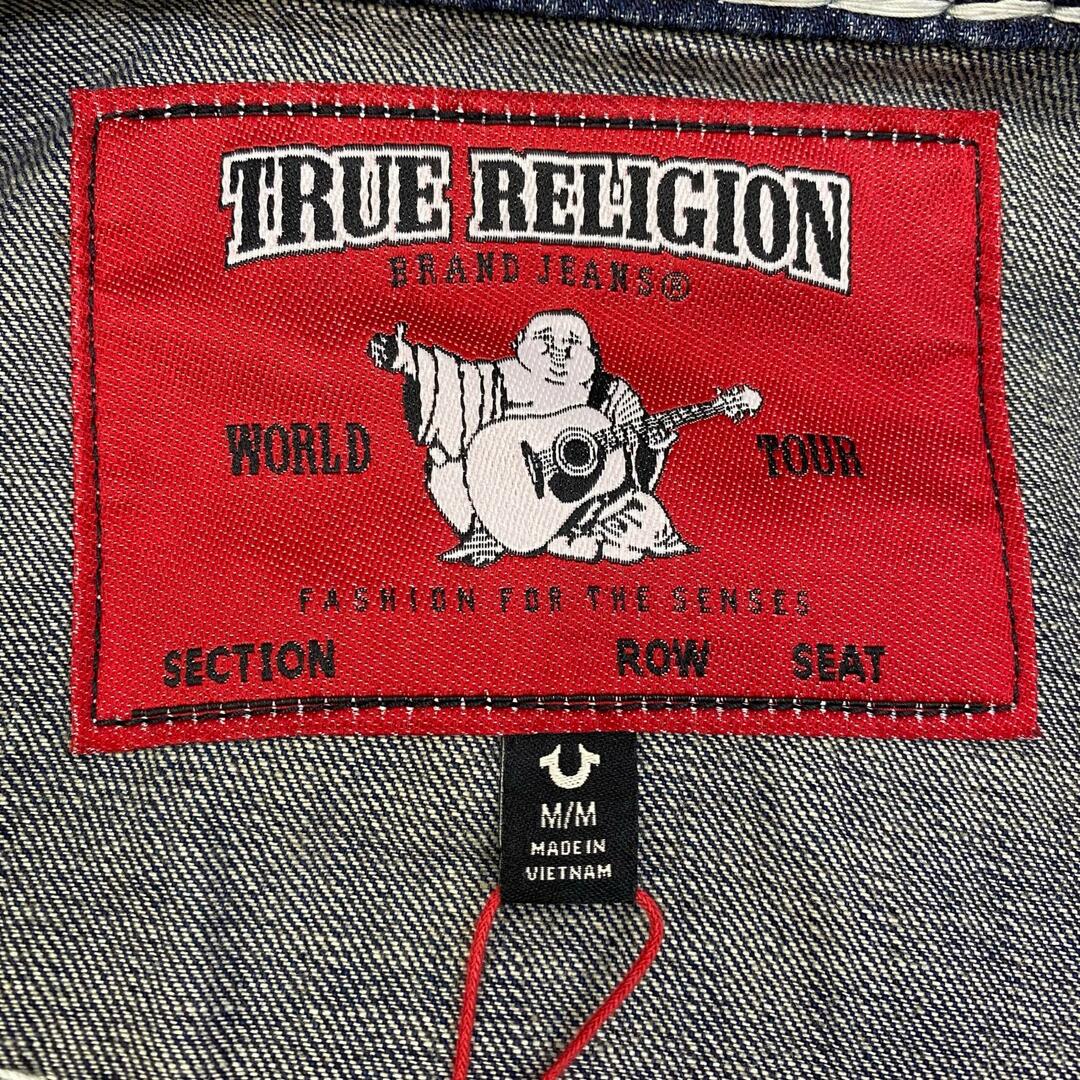 TRUE RELIGION
BRAND JEANS®
WORLD TOUR
FASHION FOR THE SENSES
SECTION ROW SEAT
M/M
MADE IN
VIETNAM